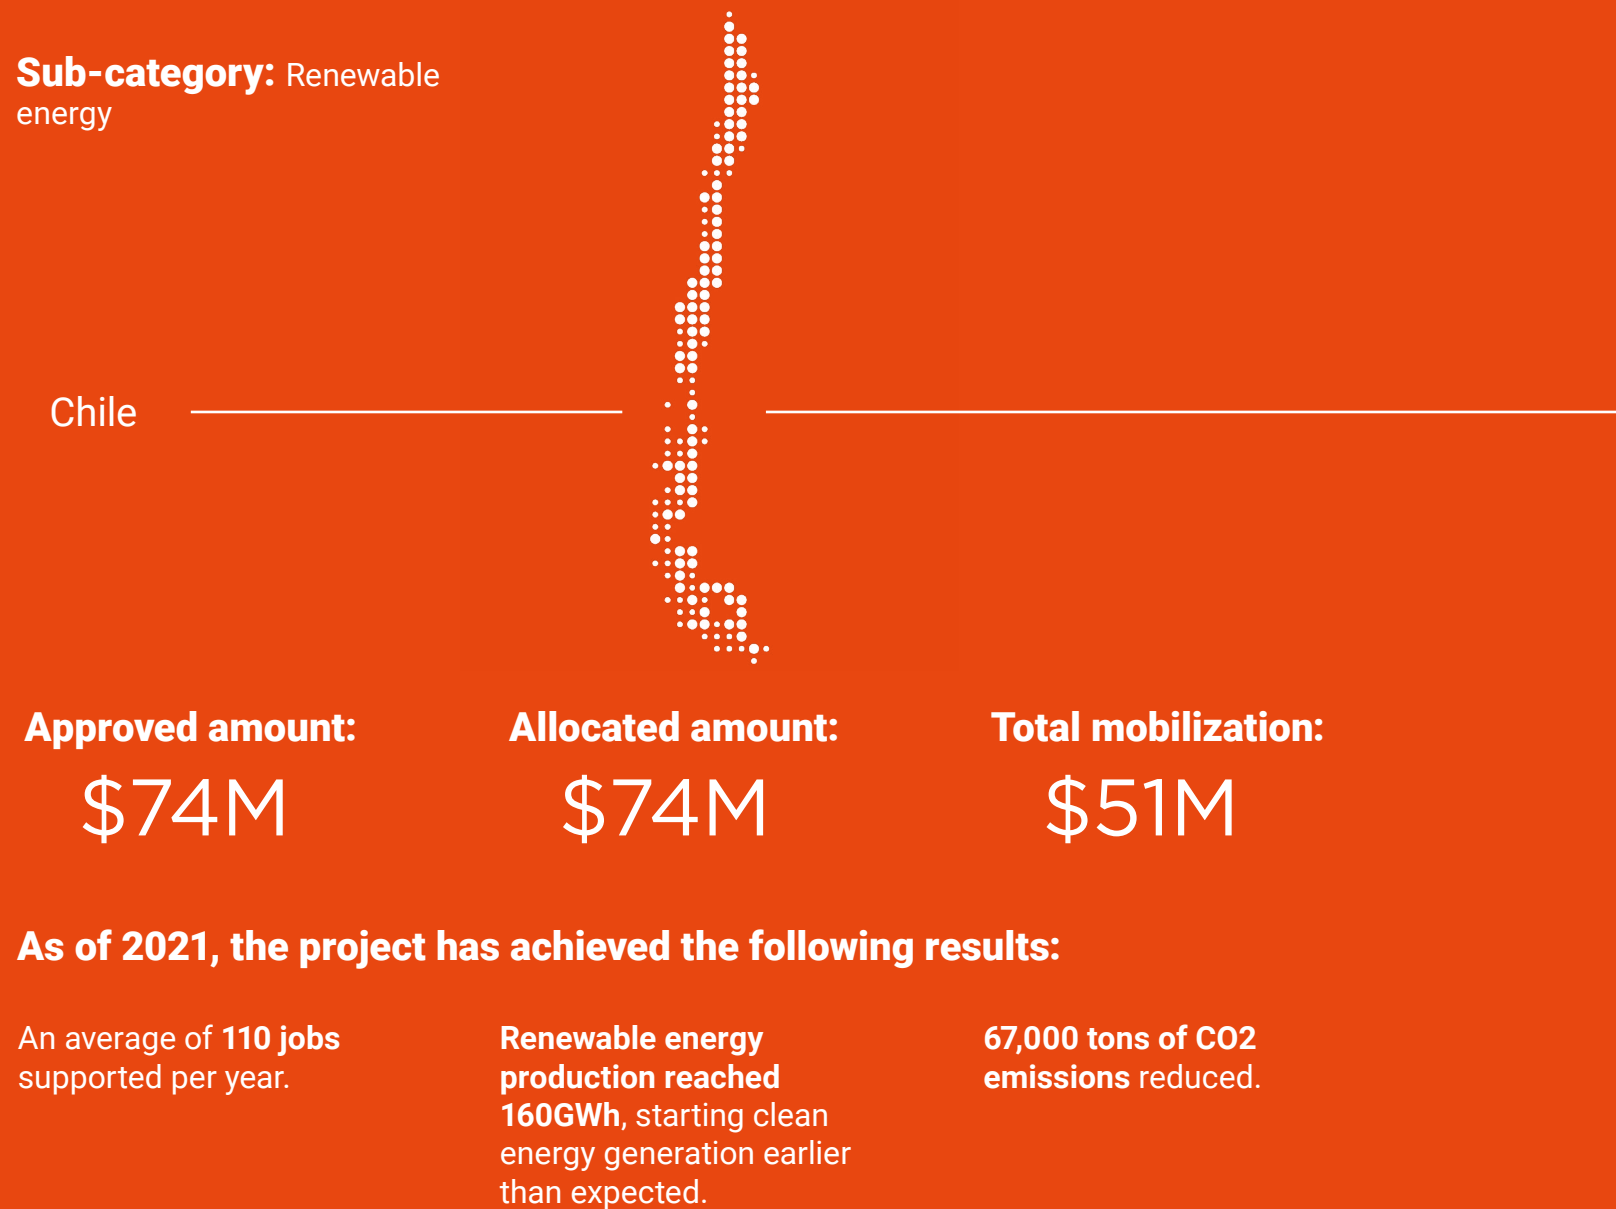 Sub-category: Renewable
energy
Chile
Approved amount:
$74M
Allocated amount:
$74M
Total mobilization:
$51M
As of 2021, the project has achieved the following results:
An average of 110 jobs
supported per year.
Renewable energy
production reached
160GWh, starting clean
energy generation earlier
than expected.
67,000 tons of CO2
emissions reduced.